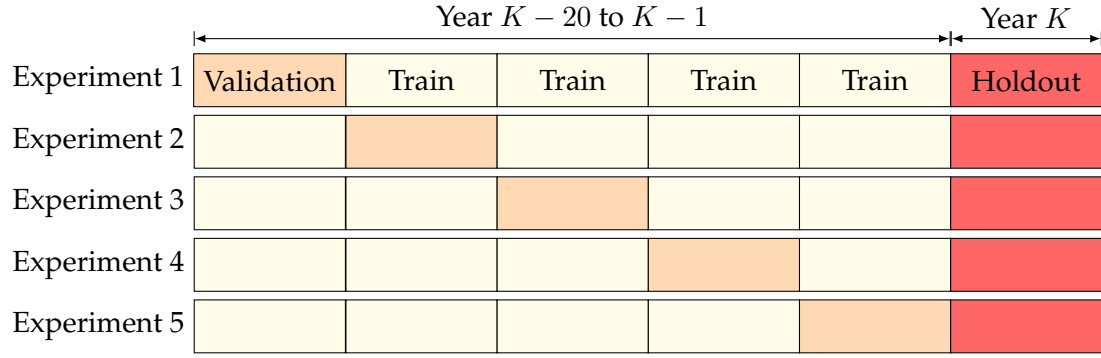 Year K − 20 to K − 1 Year K
Experiment 1 Validation Train Train Train Train Holdout
Experiment 2
Experiment 3
Experiment 4
Experiment 5